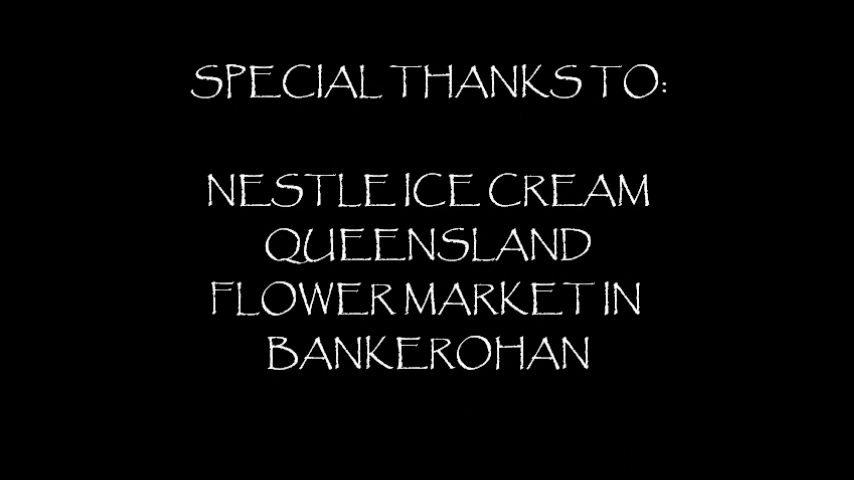 SPECIAL THANKS TO:
NESTLE ICE CREAM
QUEENSLAND
FLOWER MARKET IN
BANKEROHAN